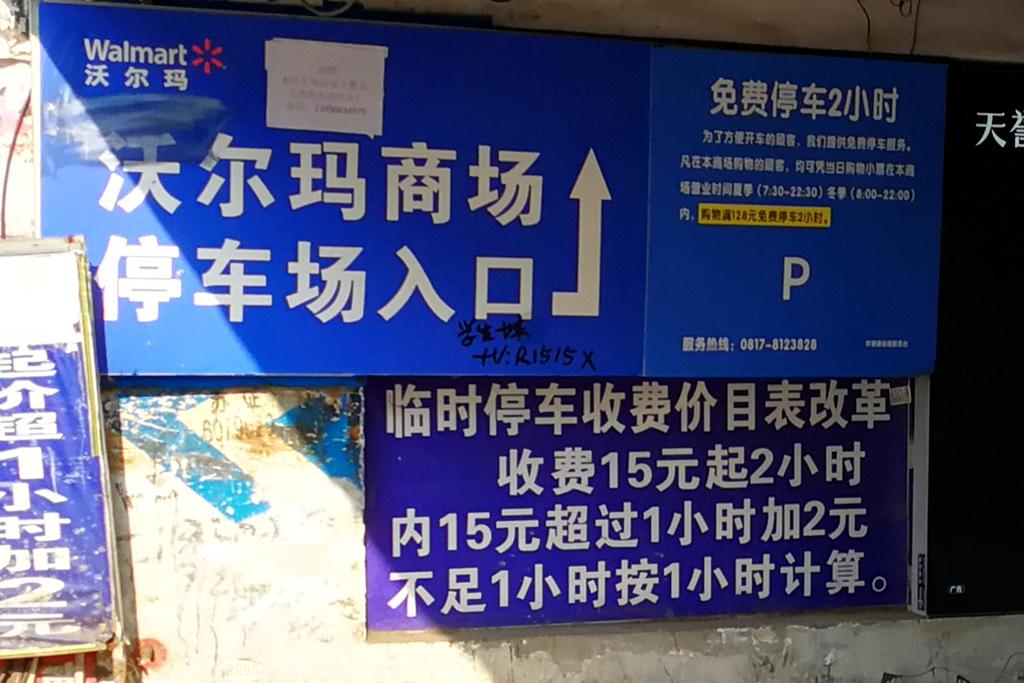 Walmart
沃尔玛
沃尔玛商场
停车场入口
免费停车2小时
为了方便开车的顾客，我们提供免费停车服务。
凡在本商场购物的顾客，均可凭当日购物小票在本商
场营业时间夏季（7:30-22:30）冬季（8:00-22:00）
内，购物满128元免费停车2小时。
P
服务热线：0817-8123828
天
临时停车收费价目表改革
收费15元起2小时
内15元超过1小时加2元
不足1小时按1小时计算。
起价超1小时加2元
广告